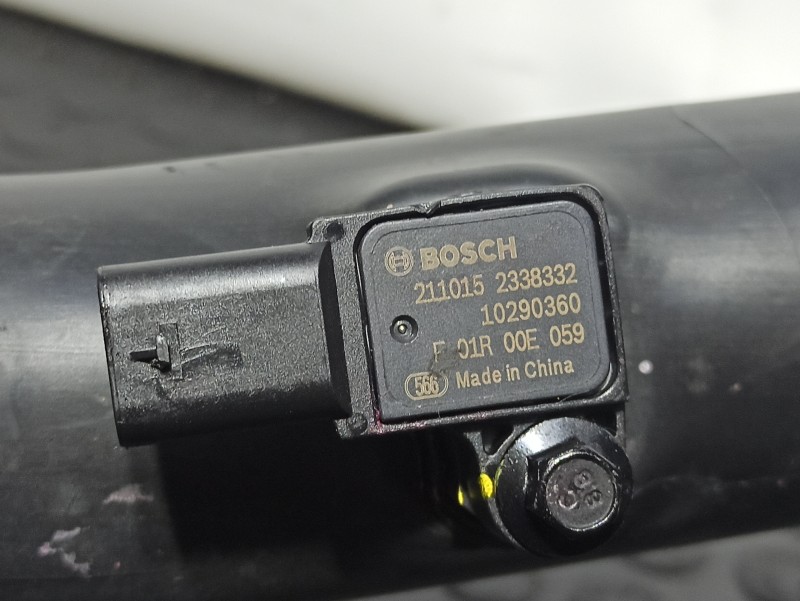 BOSCH
211015 2338332
10290360
F 01R 00E 059
566 Made in China